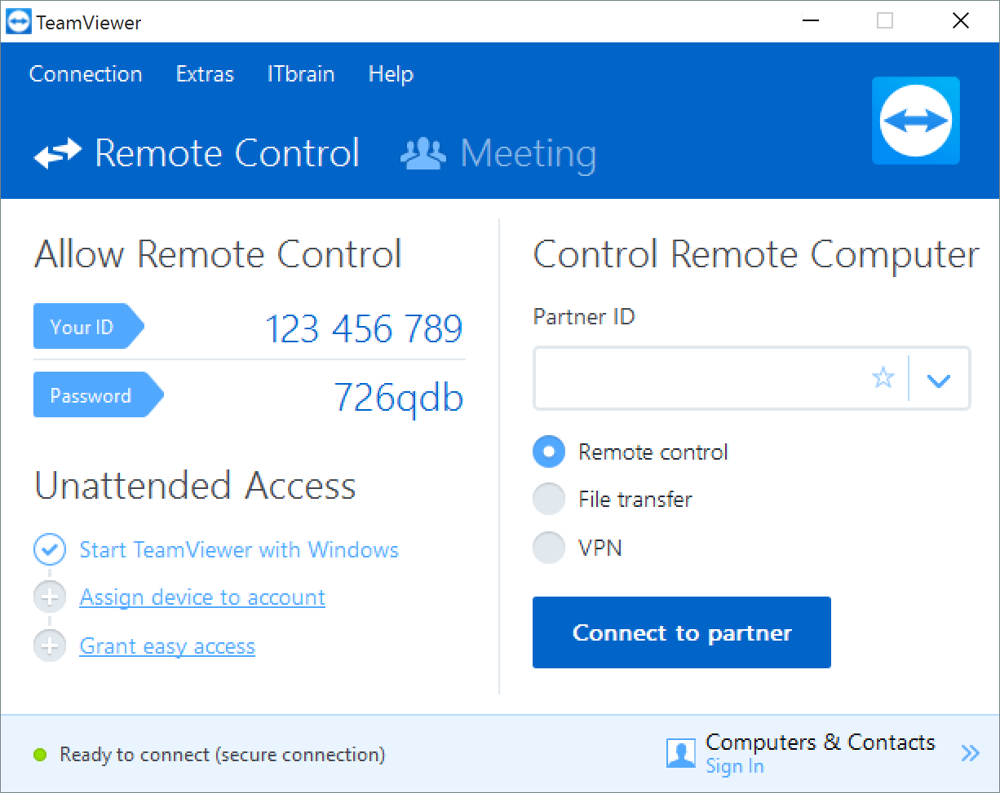 TeamViewer
Connection Extras ITbrain Help
Remote Control Meeting
Allow Remote Control
Your ID 123 456 789
Password 726qdb
Unattended Access
Start TeamViewer with Windows
Assign device to account
Grant easy access
Control Remote Computer
Partner ID
Remote control
File transfer
VPN
Connect to partner
Ready to connect (secure connection)
Computers & Contacts
Sign In